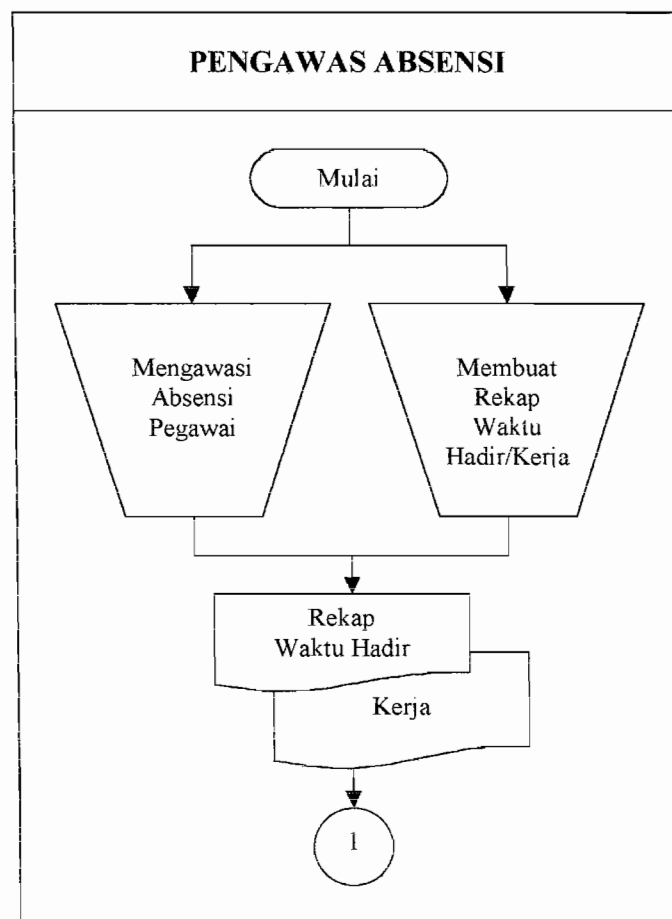 PENGAWAS ABSENSI
Mulai
Mengawasi
Absensi
Pegawai
Membuat
Rekap
Waktu
Hadir/Kerja
Rekap
Waktu Hadir
Kerja
1